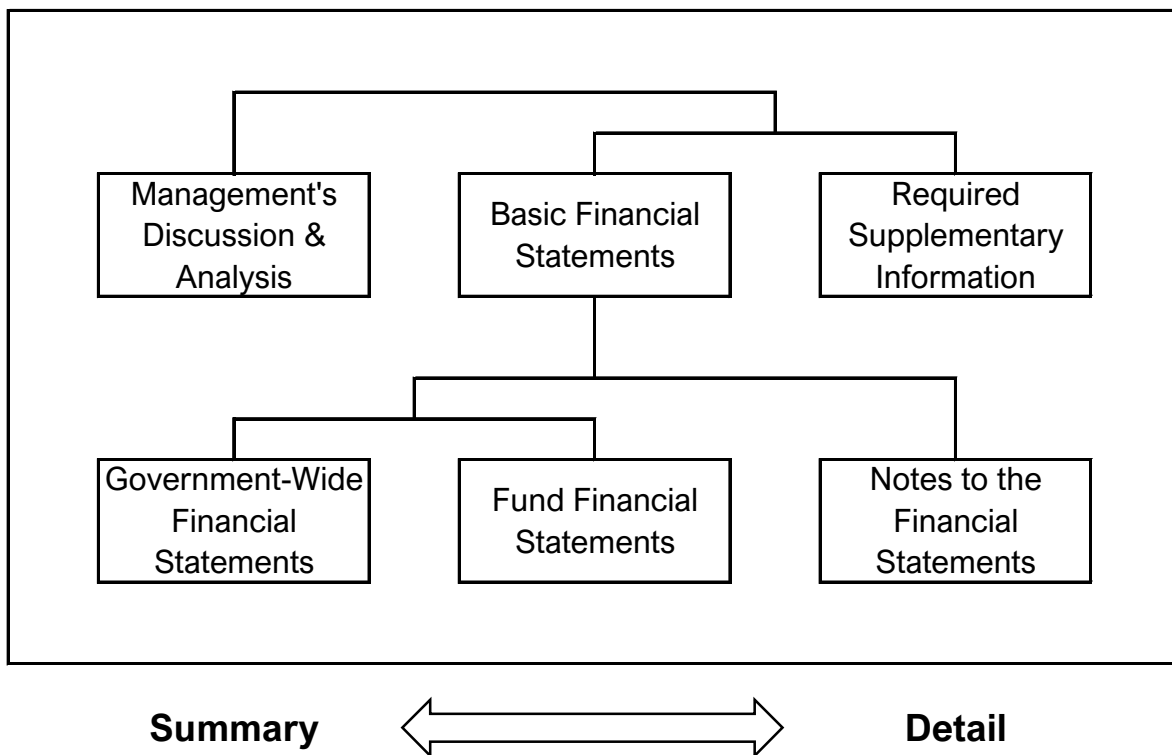 Management's
Discussion &
Analysis
Basic Financial
Statements
Required
Supplementary
Information
Government-Wide
Financial
Statements
Fund Financial
Statements
Notes to the
Financial
Statements
Summary
Detail